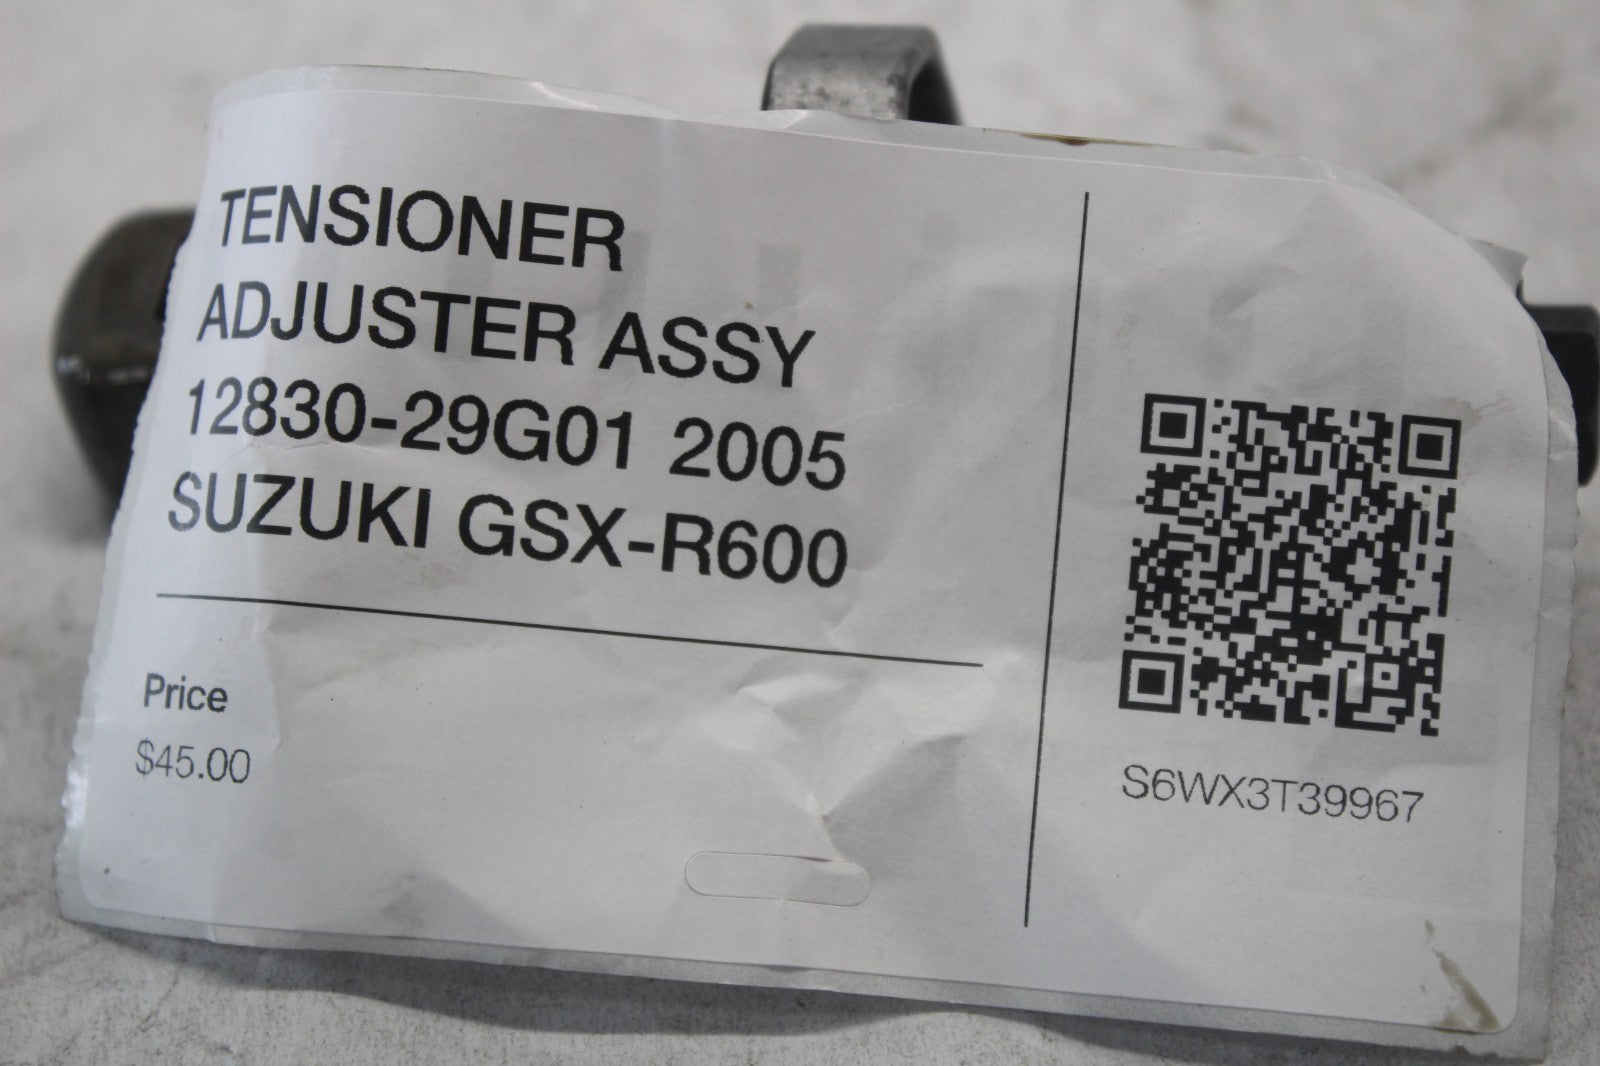 TENSIONER
ADJUSTER ASSY
12830-29G01 2005
SUZUKI GSX-R600
Price
$45.00
S6WX3T39967